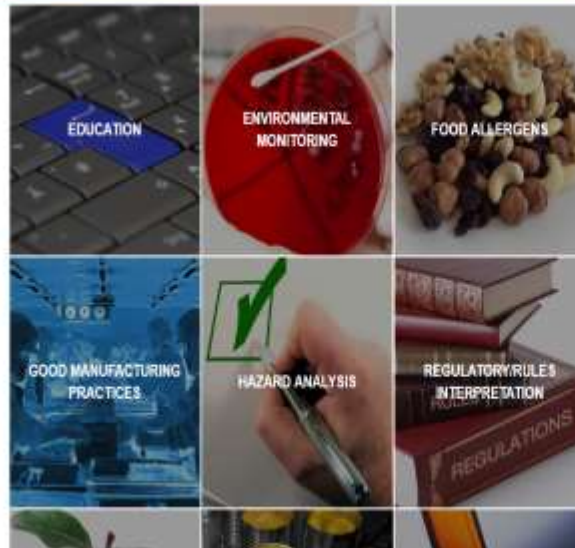 EDUCATION
ENVIRONMENTAL
MONITORING
FOOD ALLERGENS
GOOD MANUFACTURING
PRACTICES
HAZARD ANALYSIS
REGULATORY/RULES
INTERPRETATION
REGULATIONS